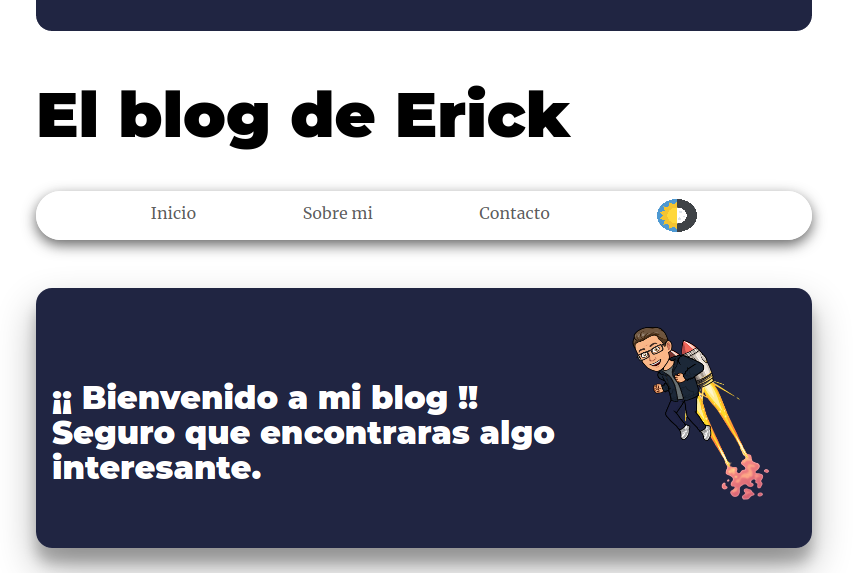 El blog de Erick
Inicio Sobre mi Contacto
¡¡ Bienvenido a mi blog !!
Seguro que encontraras algo
interesante.